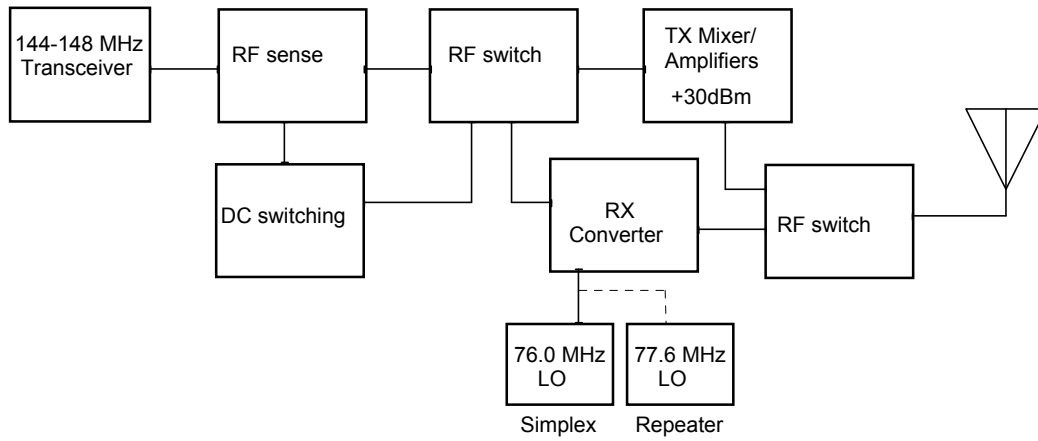 144-148 MHz
Transceiver
RF sense
RF switch
TX Mixer/
Amplifiers
+30dBm
DC switching
RX
Converter
RF switch
76.0 MHz
LO
77.6 MHz
LO
Simplex
Repeater